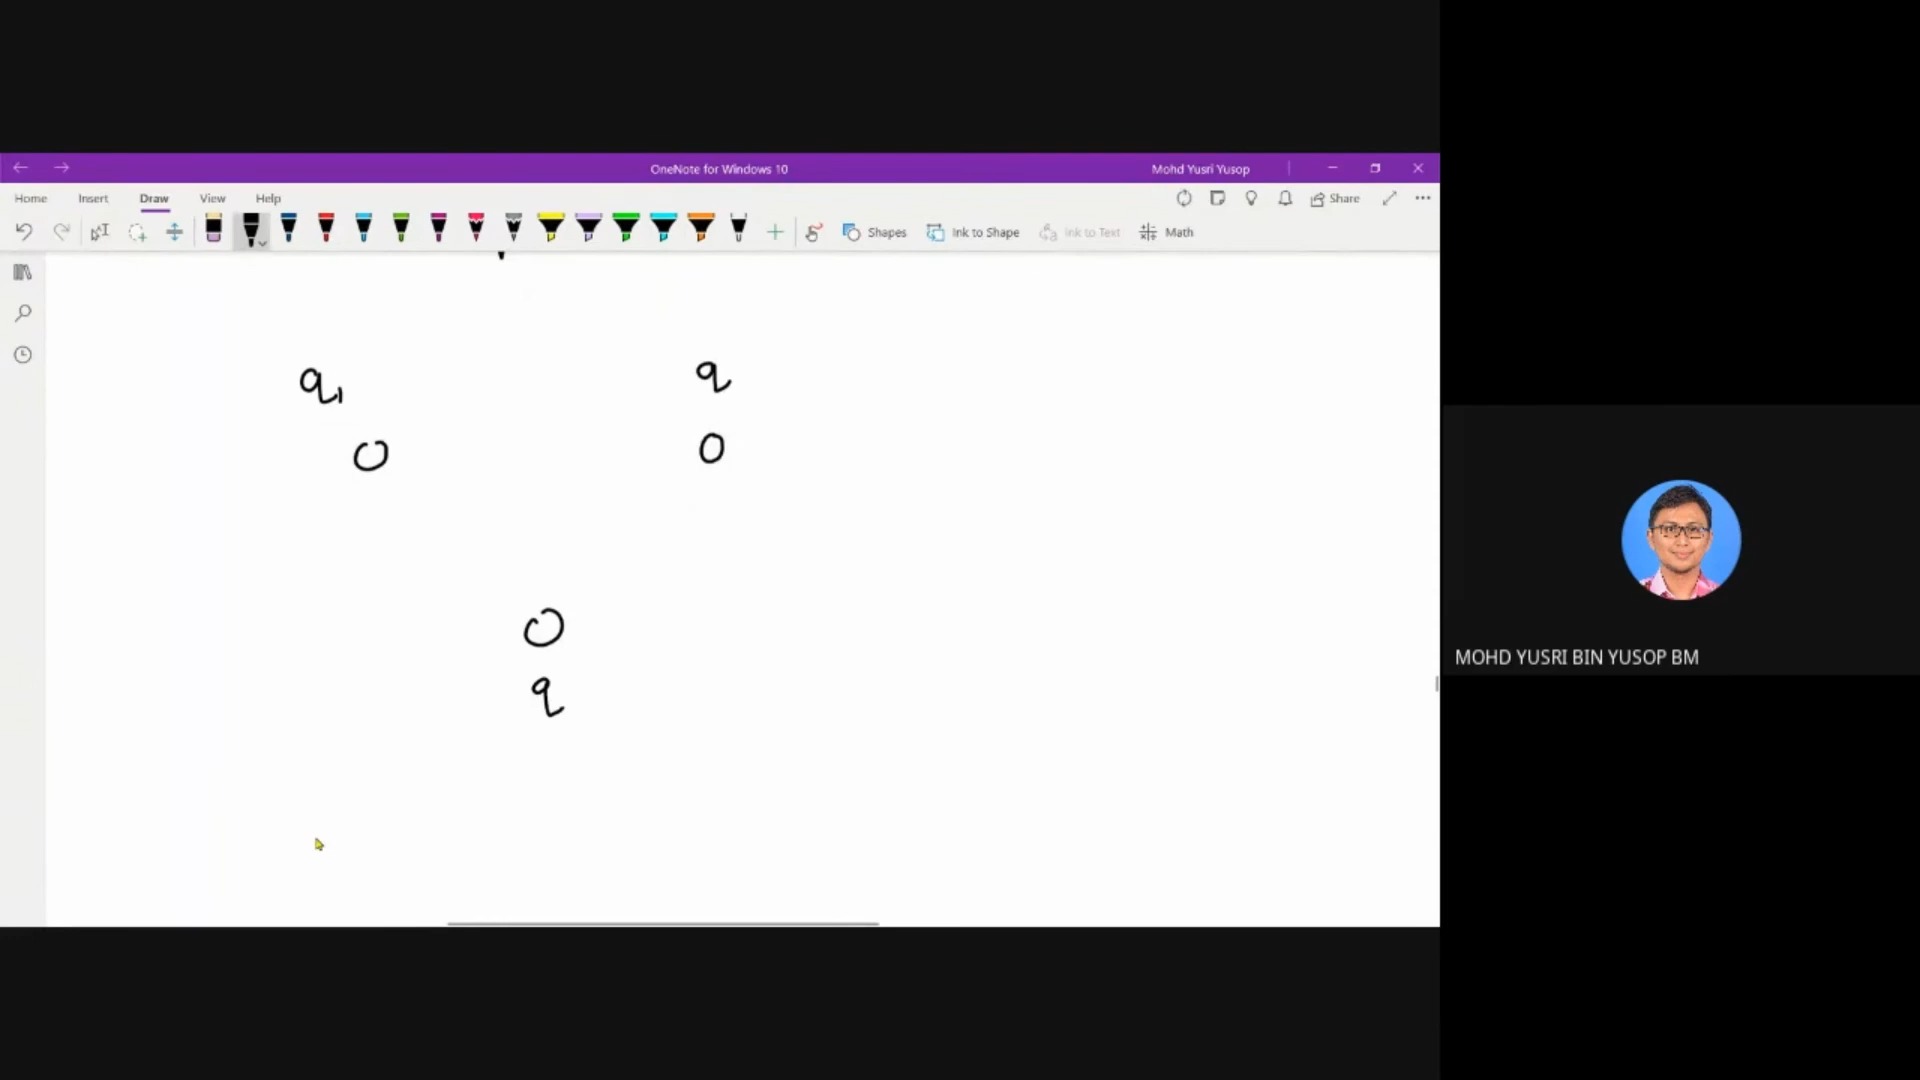 OneNote for Windows 10
Mohd Yusri Yusop
Home Insert Draw View Help
Share
Shapes Ink to Shape Ink to Text Math
q₁ q
q
MOHD YUSRI BIN YUSOP BM